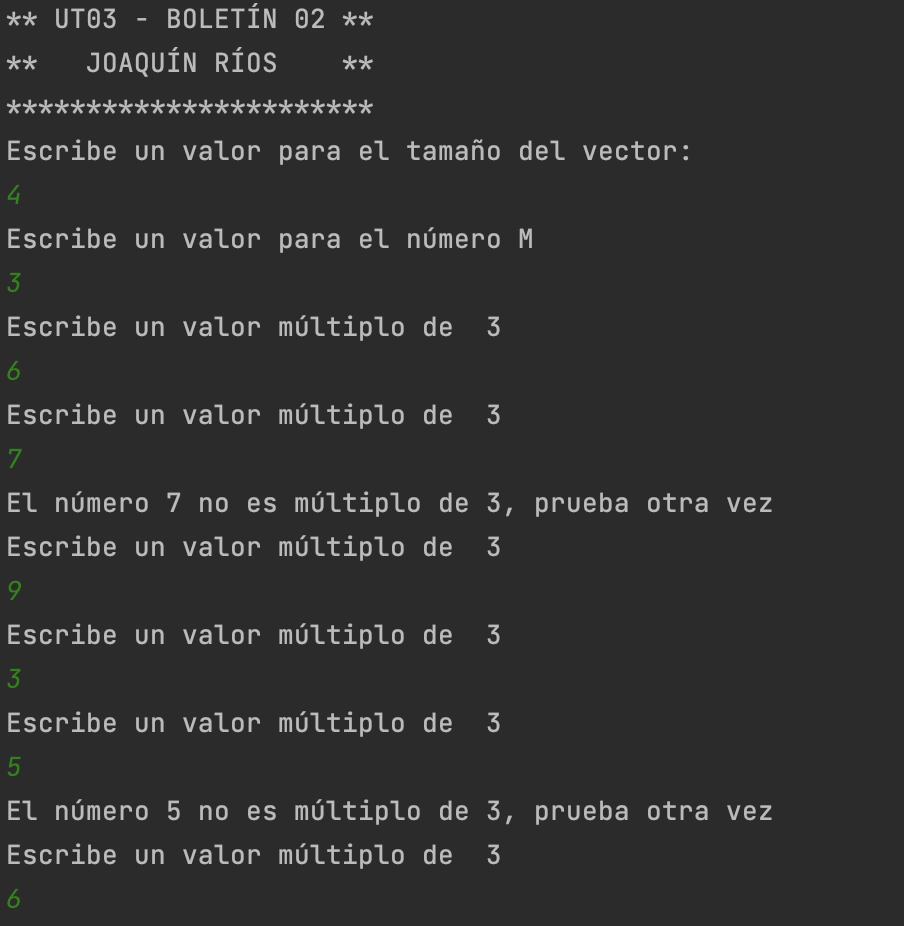 ** UT03 - BOLETÍN 02 **
**   JOAQUÍN RÍOS    **
***********************
Escribe un valor para el tamaño del vector:
4
Escribe un valor para el número M
3
Escribe un valor múltiplo de  3
6
Escribe un valor múltiplo de  3
7
El número 7 no es múltiplo de 3, prueba otra vez
Escribe un valor múltiplo de  3
9
Escribe un valor múltiplo de  3
3
Escribe un valor múltiplo de  3
5
El número 5 no es múltiplo de 3, prueba otra vez
Escribe un valor múltiplo de  3
6